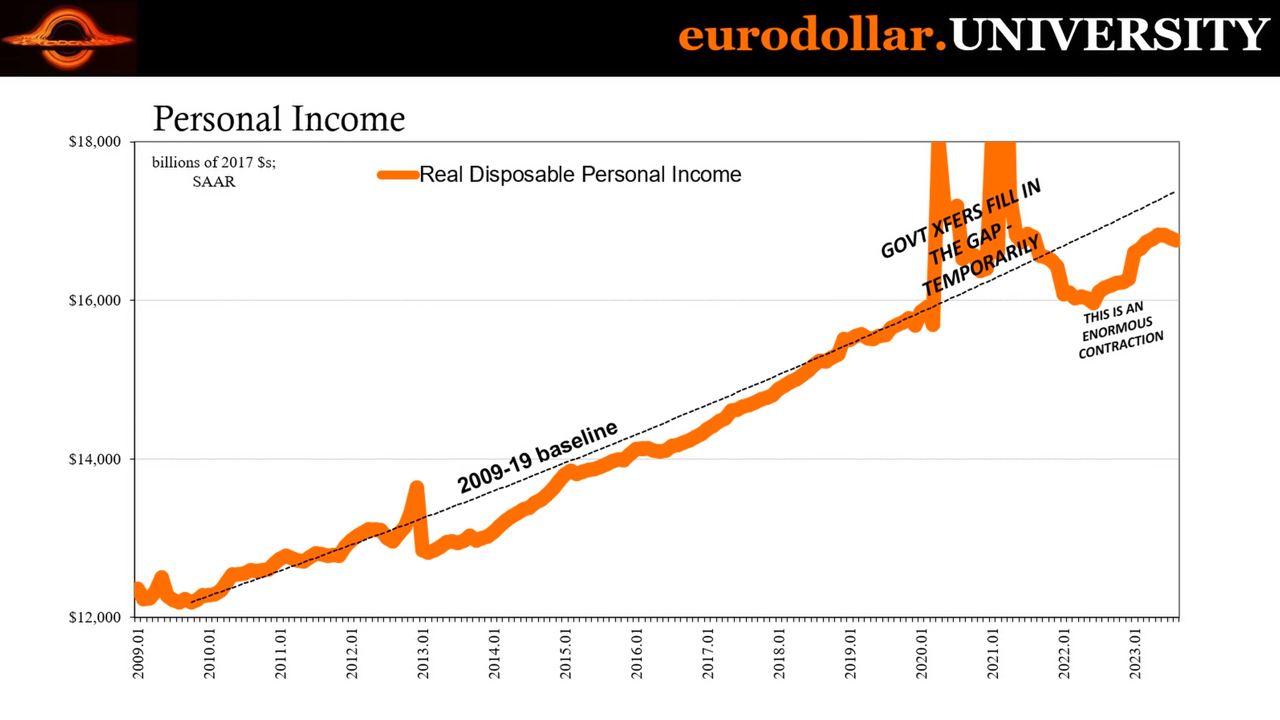 eurodollar.UNIVERSITY
Personal Income
$18,000
billions of 2017 $s;
SAAR
Real Disposable Personal Income
GOVT XFERS FILL IN
THE GAP -
TEMPORARILY
$16,000
THIS IS AN
ENORMOUS
CONTRACTION
2009-19 baseline
$14,000
$12,000
2009.01
2010.01
2011.01
2012.01
2013.01
2014.01
2015.01
2016.01
2017.01
2018.01
2019.01
2020.01
2021.01
2022.01
2023.01